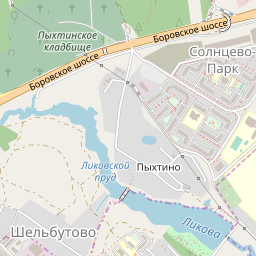 Пыхтинское
кладбище
Боровское шоссе
Боровское шоссе
Боровское шоссе
Солнцево-
Парк
Ликовской
пруд
Пыхтино
Ликова
Шельбутово